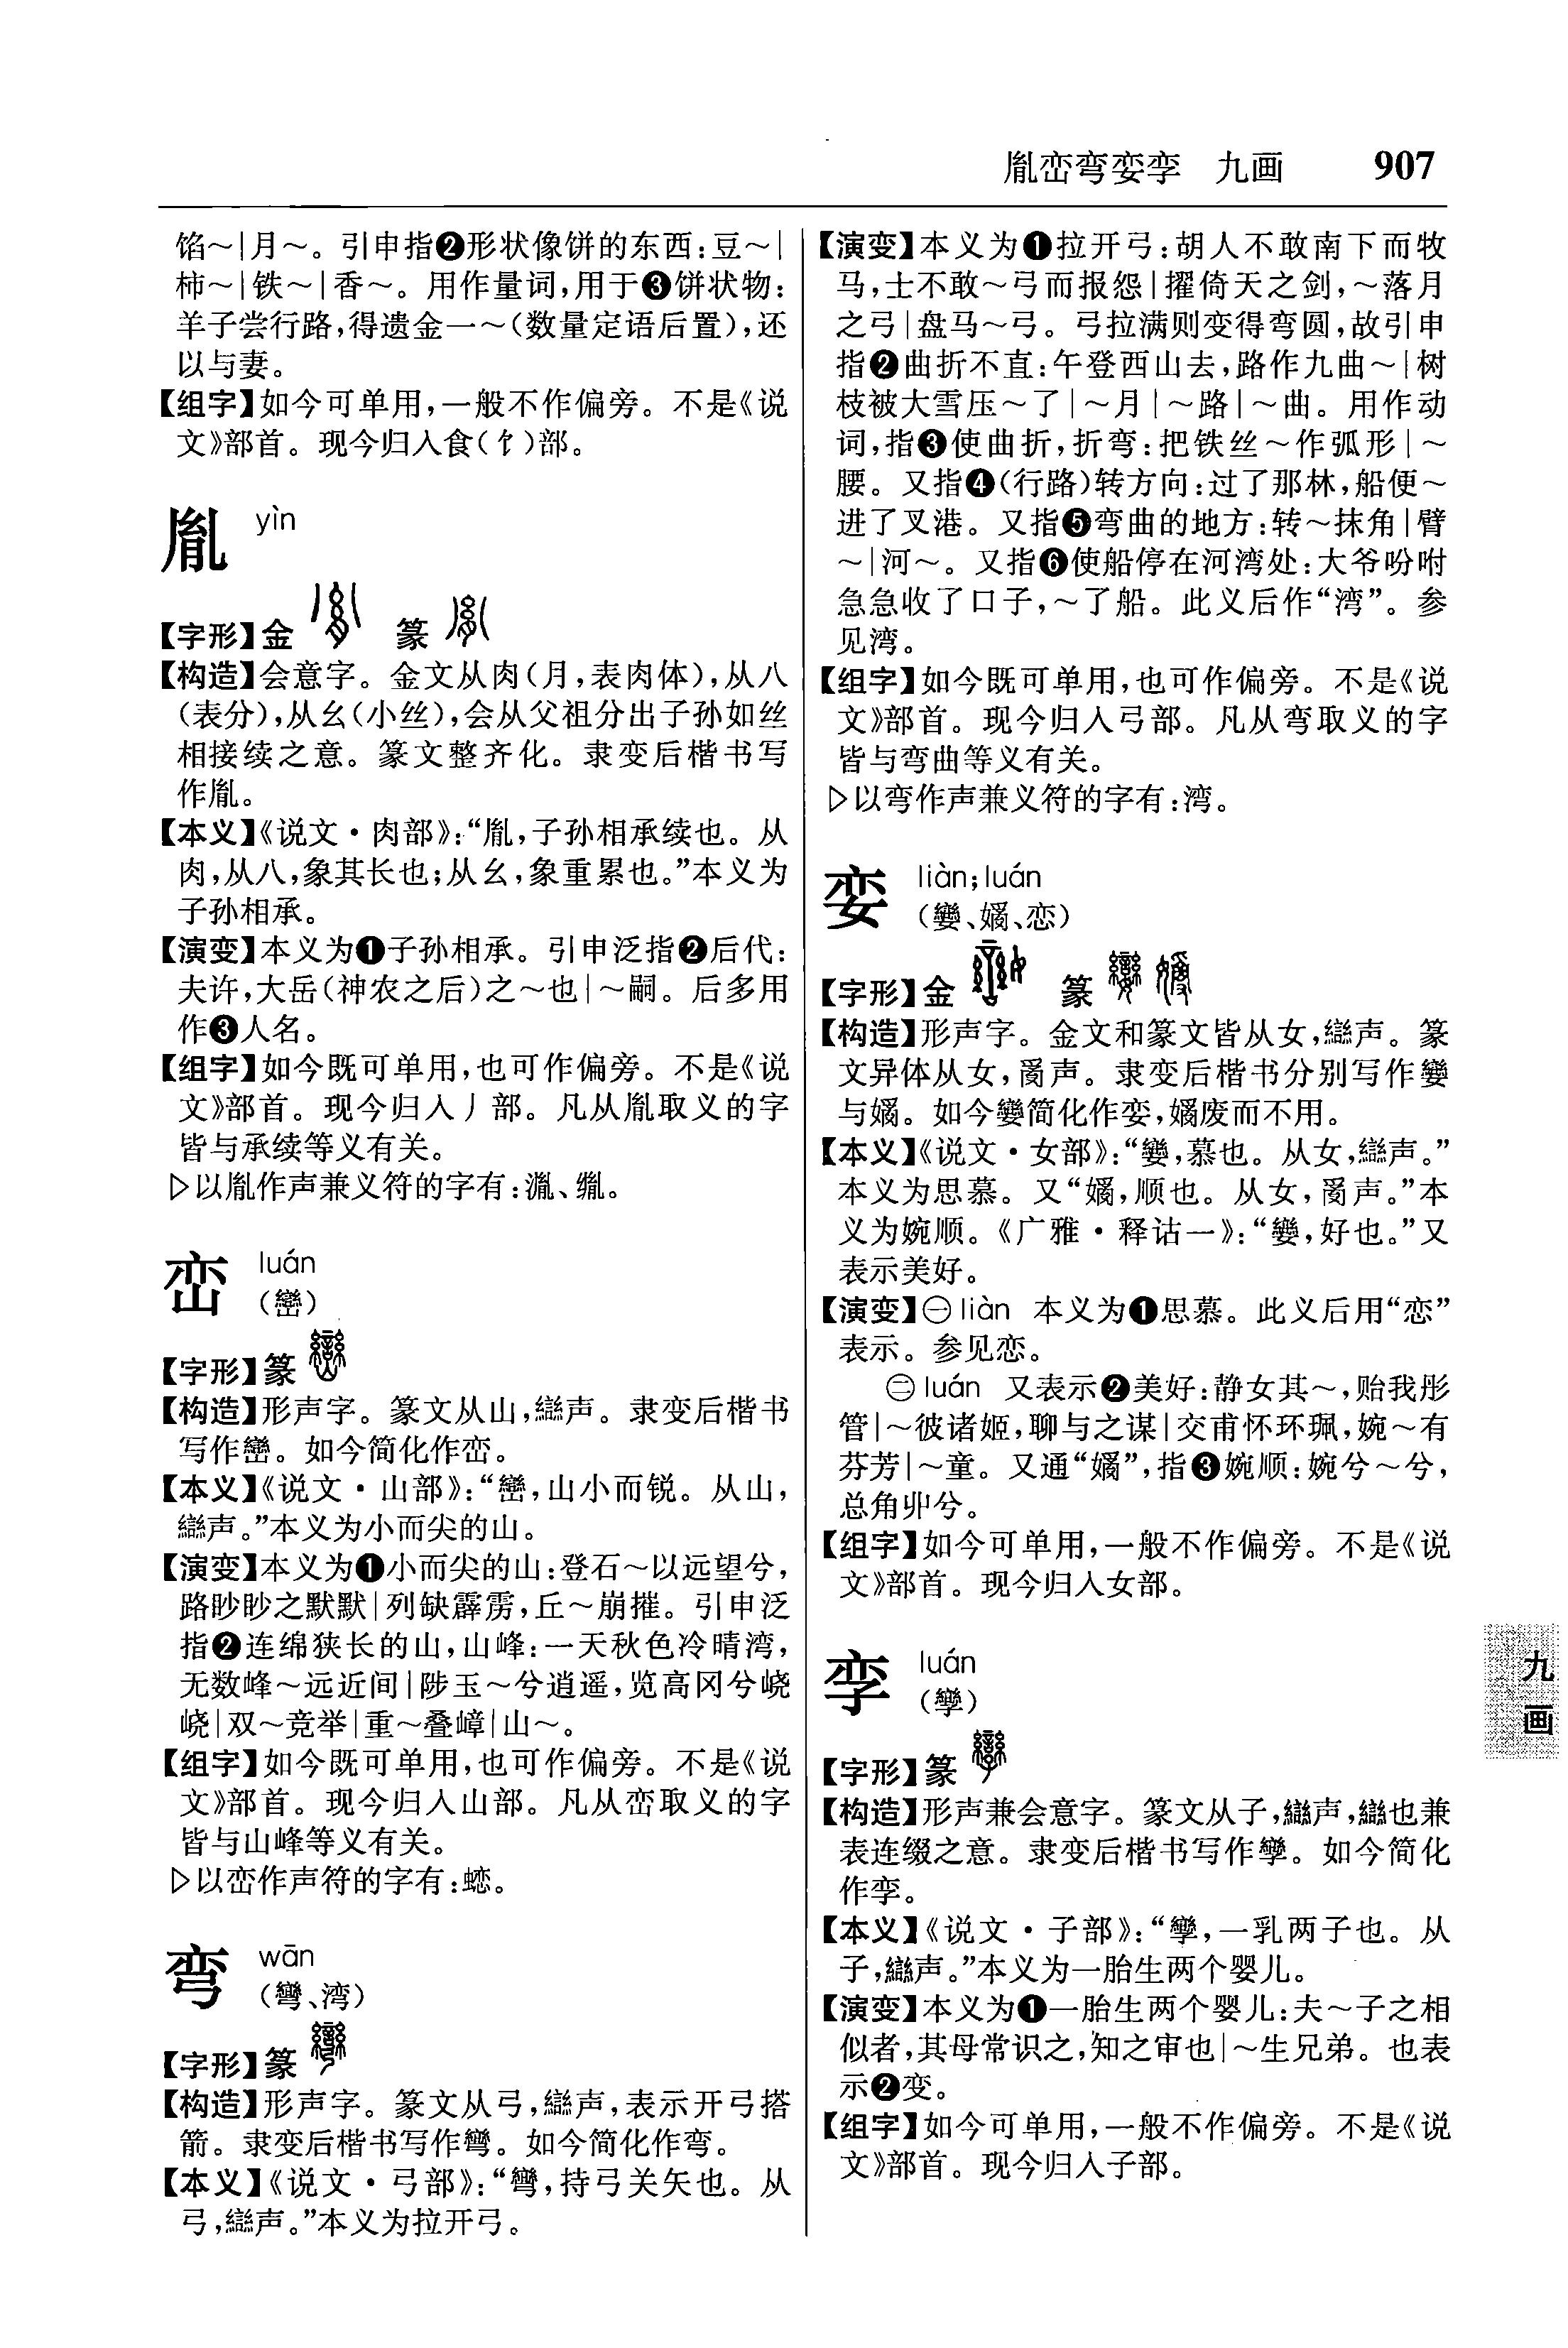 胤峦弯娈孪　九画　907
馅～|月～。引申指❷形状像饼的东西:豆～|
柿～|铁～|香～。用作量词,用于❸饼状物:
羊子尝行路,得遗金一～(数量定语后置),还
以与妻。
【组字】如今可单用,一般不作偏旁。不是《说
文》部首。现今归入食(饣)部。
胤 yìn
【字形】金　篆
【构造】会意字。金文从肉(月,表肉体),从八
(表分),从幺(小丝),会从父祖分出子孙如丝
相接续之意。篆文整齐化。隶变后楷书写
作胤。
【本义】《说文·肉部》:“胤,子孙相承续也。从
肉,从八,象其长也;从幺,象重累也。”本义为
子孙相承。
【演变】本义为❶子孙相承。引申泛指❷后代:
夫许,大岳(神农之后)之～也|～嗣。后多用
作❸人名。
【组字】如今既可单用,也可作偏旁。不是《说
文》部首。现今归入丿部。凡从胤取义的字
皆与承续等义有关。
▷以胤作声兼义符的字有:㴽、䌥。
峦 luán
(巒)
【字形】篆
【构造】形声字。篆文从山,䜌声。隶变后楷书
写作巒。如今简化作峦。
【本义】《说文·山部》:“巒,山小而锐。从山,
䜌声。”本义为小而尖的山。
【演变】本义为❶小而尖的山:登石～以远望兮,
路眇眇之默默|列缺霹雳,丘～崩摧。引申泛
指❷连绵狭长的山,山峰:一天秋色冷晴湾,
无数峰～远近间|陟玉～兮逍遥,览高冈兮峣
峣|双～竞举|重～叠嶂|山～。
【组字】如今既可单用,也可作偏旁。不是《说
文》部首。现今归入山部。凡从峦取义的字
皆与山峰等义有关。
▷以峦作声符的字有:。
弯 wān
(彎、湾)
【字形】篆
【构造】形声字。篆文从弓,䜌声,表示开弓搭
箭。隶变后楷书写作彎。如今简化作弯。
【本义】《说文·弓部》:“彎,持弓关矢也。从
弓,䜌声。”本义为拉开弓。
【演变】本义为❶拉开弓:胡人不敢南下而牧
马,士不敢～弓而报怨|擢倚天之剑,～落月
之弓|盘马～弓。弓拉满则变得弯圆,故引申
指❷曲折不直:午登西山去,路作九曲～|树
枝被大雪压～了|～月|～路|～曲。用作动
词,指❸使曲折,折弯:把铁丝～作弧形|～
腰。又指❹(行路)转方向:过了那林,船便～
进了叉港。又指❺弯曲的地方:转～抹角|臂
～|河～。又指❻使船停在河湾处:大爷吩咐
急急收了口子,～了船。此义后作“湾”。参
见湾。
【组字】如今既可单用,也可作偏旁。不是《说
文》部首。现今归入弓部。凡从弯取义的字
皆与弯曲等义有关。
▷以弯作声兼义符的字有:湾。
娈 liàn;luán
(孌、嫡、恋)
【字形】金　篆
【构造】形声字。金文和篆文皆从女,䜌声。篆
文异体从女,𤔔声。隶变后楷书分别写作孌
与𡤣。如今孌简化作娈,𡤣废而不用。
【本义】《说文·女部》:“孌,慕也。从女,䜌声。”
本义为思慕。又“𡤣,顺也。从女,𤔔声。”本
义为婉顺。《广雅·释诂一》:“孌,好也。”又
表示美好。
【演变】㊀liàn 本义为❶思慕。此义后用“恋”
表示。参见恋。
㊁luán 又表示❷美好:静女其～,贻我彤
管|～彼诸姬,聊与之谋|交甫怀环珮,婉～有
芬芳|～童。又通“𡤣”,指❸婉顺:婉兮～兮,
总角丱兮。
【组字】如今可单用,一般不作偏旁。不是《说
文》部首。现今归入女部。
孪 luán
(孿)
【字形】篆
【构造】形声兼会意字。篆文从子,䜌声,䜌也兼
表连缀之意。隶变后楷书写作孿。如今简化
作孪。
【本义】《说文·子部》:“孿,一乳两子也。从
子,䜌声。”本义为一胎生两个婴儿。
【演变】本义为❶一胎生两个婴儿:夫～子之相
似者,其母常识之,知之审也|～生兄弟。也表
示❷变。
【组字】如今可单用,一般不作偏旁。不是《说
文》部首。现今归入子部。
九
画